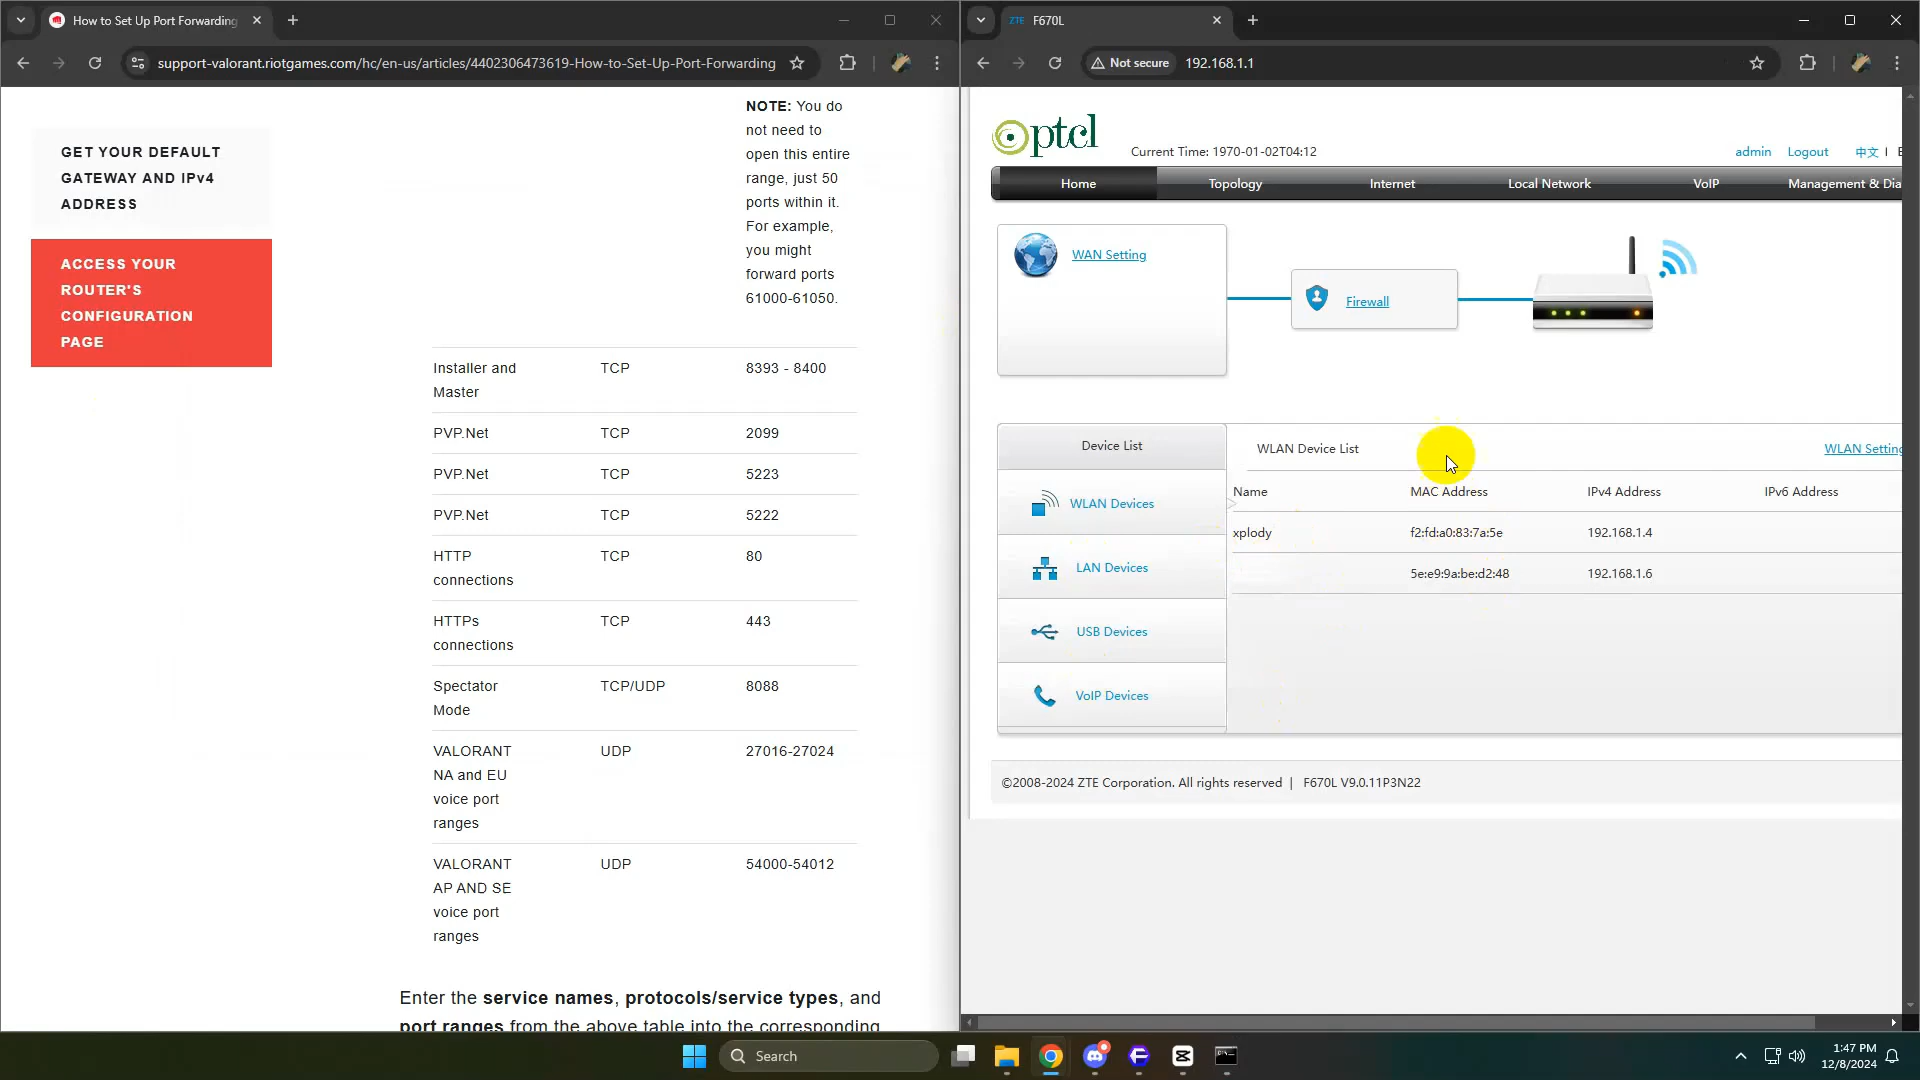 How to Set Up Port Forwarding
support-valorant.riotgames.com/hc/en-us/articles/4402306473619-How-to-Set-Up-Port-Forwarding
GET YOUR DEFAULT
GATEWAY AND IPv4
ADDRESS
ACCESS YOUR
ROUTER'S
CONFIGURATION
PAGE
NOTE: You do
not need to
open this entire
range, just 50
ports within it.
For example,
you might
forward ports
61000-61050.
Installer and
Master
TCP
8393 - 8400
PVP.Net
TCP
2099
PVP.Net
TCP
5223
PVP.Net
TCP
5222
HTTP
connections
TCP
80
HTTPs
connections
TCP
443
Spectator
Mode
TCP/UDP
8088
VALORANT
NA and EU
voice port
ranges
UDP
27016-27024
VALORANT
AP AND SE
voice port
ranges
UDP
54000-54012
Enter the service names, protocols/service types, and
port ranges from the above table into the corresponding
ZTE F670L
Not secure 192.168.1.1
ptcl
Current Time: 1970-01-02T04:12
admin Logout 中文 | E
Home Topology Internet Local Network VoIP Management & Dia
WAN Setting
Firewall
Device List
WLAN Devices
LAN Devices
USB Devices
VoIP Devices
WLAN Device List
WLAN Setting
Name MAC Address IPv4 Address IPv6 Address
xplody f2:fd:a0:83:7a:5e 192.168.1.4
5e:e9:9a:be:d2:48 192.168.1.6
©2008-2024 ZTE Corporation. All rights reserved | F670L V9.0.11P3N22
Search
1:47 PM
12/8/2024